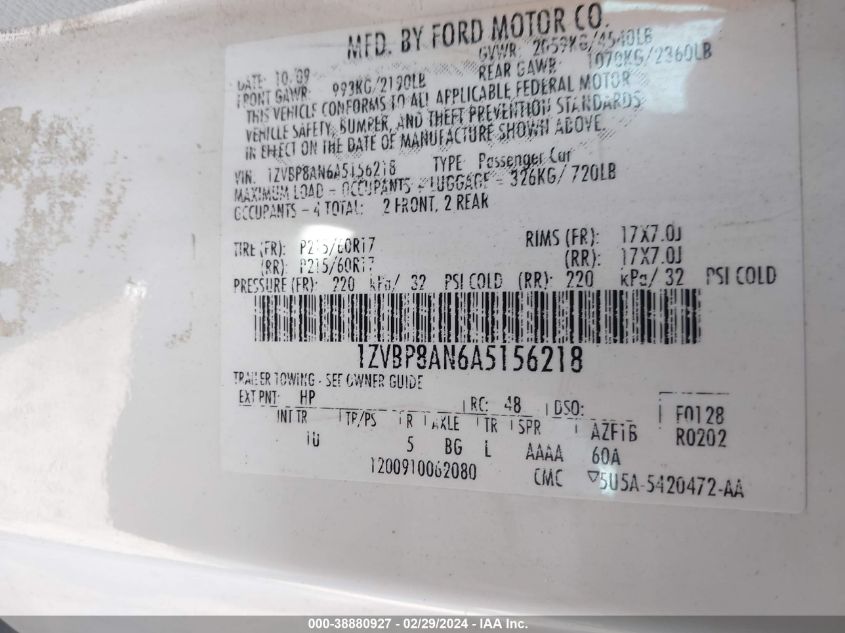 MFD. BY FORD MOTOR CO.
DATE: 10/09 GVWR: 2059KG/4540LB
FRONT GAWR: 993KG/2190LB REAR GAWR: 1070KG/2360LB
THIS VEHICLE CONFORMS TO ALL APPLICABLE FEDERAL MOTOR
VEHICLE SAFETY, BUMPER, AND THEFT PREVENTION STANDARDS
IN EFFECT ON THE DATE OF MANUFACTURE SHOWN ABOVE.
VIN: 1ZVBP8AN6A5156218 TYPE: Passenger Car
MAXIMUM LOAD - OCCUPANTS + LUGGAGE = 326KG/ 720LB
OCCUPANTS - 4 TOTAL: 2 FRONT, 2 REAR
TIRE (FR): P215/60R17 RIMS (FR): 17X7.0J
(RR): P215/60R17 (RR): 17X7.0J
PRESSURE (FR): 220 kPa/ 32 PSI COLD (RR): 220 kPa/ 32 PSI COLD
1ZVBP8AN6A5156218
TRAILER TOWING - SEE OWNER GUIDE
EXT PNT: HP RC: 48 DSO: F0128
INT TR TP/PS R AXLE TR SPR AZF1B R0202
5 BG L AAAA 60A
1200910062080 CMC 5U5A-5420472-AA
000-38880927 - 02/29/2024 - IAA Inc.